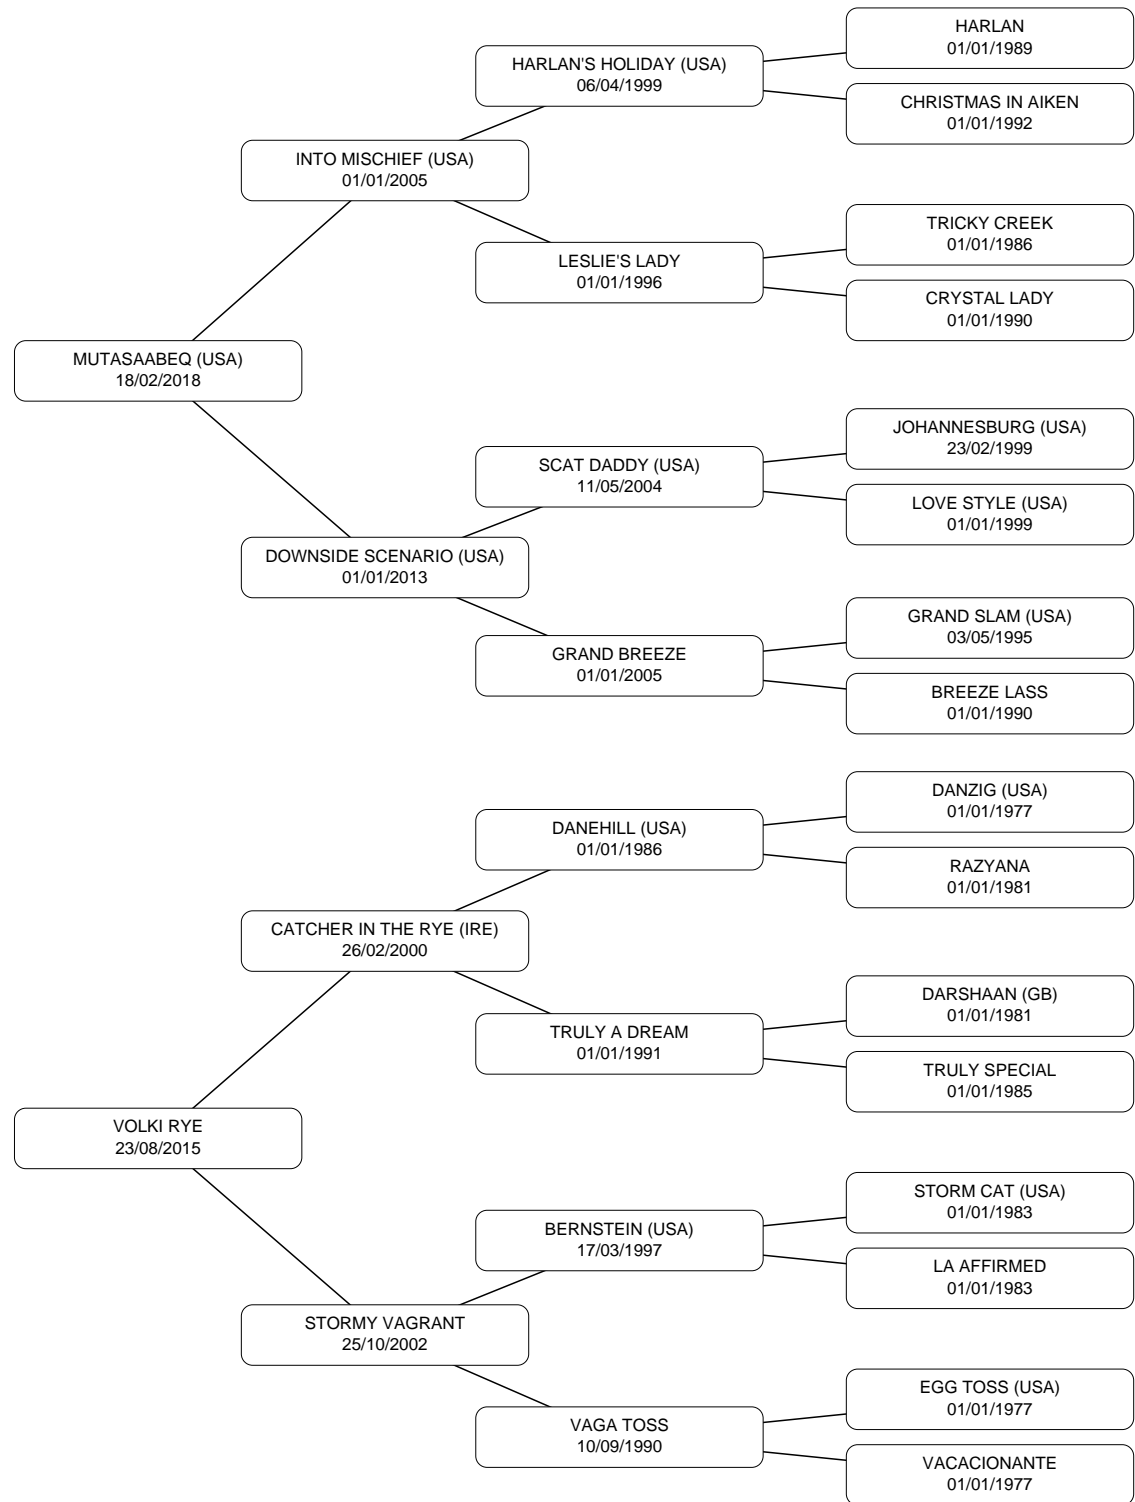 HARLAN
01/01/1989
HARLAN'S HOLIDAY (USA)
06/04/1999
CHRISTMAS IN AIKEN
01/01/1992
INTO MISCHIEF (USA)
01/01/2005
TRICKY CREEK
01/01/1986
LESLIE'S LADY
01/01/1996
CRYSTAL LADY
01/01/1990
MUTASAABEQ (USA)
18/02/2018
JOHANNESBURG (USA)
23/02/1999
SCAT DADDY (USA)
11/05/2004
LOVE STYLE (USA)
01/01/1999
DOWNSIDE SCENARIO (USA)
01/01/2013
GRAND SLAM (USA)
03/05/1995
GRAND BREEZE
01/01/2005
BREEZE LASS
01/01/1990
DANZIG (USA)
01/01/1977
DANEHILL (USA)
01/01/1986
RAZYANA
01/01/1981
CATCHER IN THE RYE (IRE)
26/02/2000
DARSHAAN (GB)
01/01/1981
TRULY A DREAM
01/01/1991
TRULY SPECIAL
01/01/1985
VOLKI RYE
23/08/2015
STORM CAT (USA)
01/01/1983
BERNSTEIN (USA)
17/03/1997
LA AFFIRMED
01/01/1983
STORMY VAGRANT
25/10/2002
EGG TOSS (USA)
01/01/1977
VAGA TOSS
10/09/1990
VACACIONANTE
01/01/1977